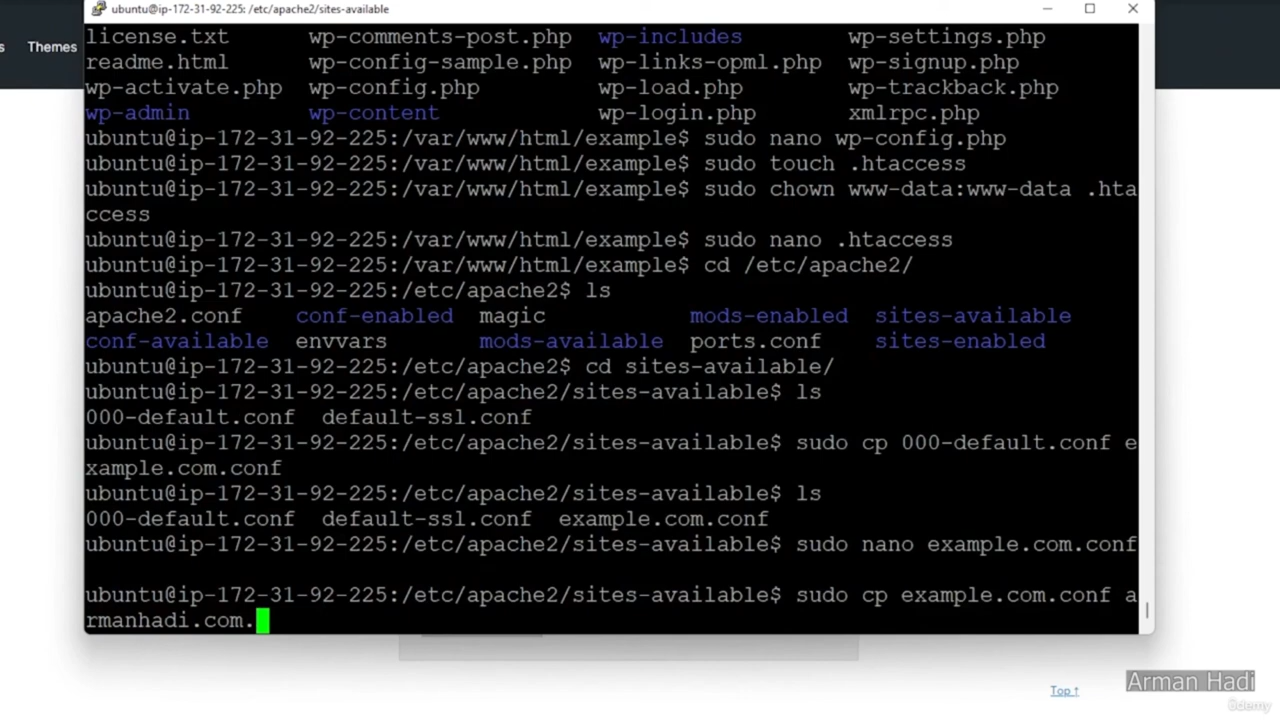 ubuntu@ip-172-31-92-225: /etc/apache2/sites-available
s Themes
license.txt wp-comments-post.php wp-includes wp-settings.php
readme.html wp-config-sample.php wp-links-opml.php wp-signup.php
wp-activate.php wp-config.php wp-load.php wp-trackback.php
wp-admin wp-content wp-login.php xmlrpc.php
ubuntu@ip-172-31-92-225:/var/www/html/example$ sudo nano wp-config.php
ubuntu@ip-172-31-92-225:/var/www/html/example$ sudo touch .htaccess
ubuntu@ip-172-31-92-225:/var/www/html/example$ sudo chown www-data:www-data .hta
ccess
ubuntu@ip-172-31-92-225:/var/www/html/example$ sudo nano .htaccess
ubuntu@ip-172-31-92-225:/var/www/html/example$ cd /etc/apache2/
ubuntu@ip-172-31-92-225:/etc/apache2$ ls
apache2.conf conf-enabled magic mods-enabled sites-available
conf-available envvars mods-available ports.conf sites-enabled
ubuntu@ip-172-31-92-225:/etc/apache2$ cd sites-available/
ubuntu@ip-172-31-92-225:/etc/apache2/sites-available$ ls
000-default.conf default-ssl.conf
ubuntu@ip-172-31-92-225:/etc/apache2/sites-available$ sudo cp 000-default.conf e
xample.com.conf
ubuntu@ip-172-31-92-225:/etc/apache2/sites-available$ ls
000-default.conf default-ssl.conf example.com.conf
ubuntu@ip-172-31-92-225:/etc/apache2/sites-available$ sudo nano example.com.conf
ubuntu@ip-172-31-92-225:/etc/apache2/sites-available$ sudo cp example.com.conf a
rmanhadi.com.
Top ↑
Arman Hadi
Udemy